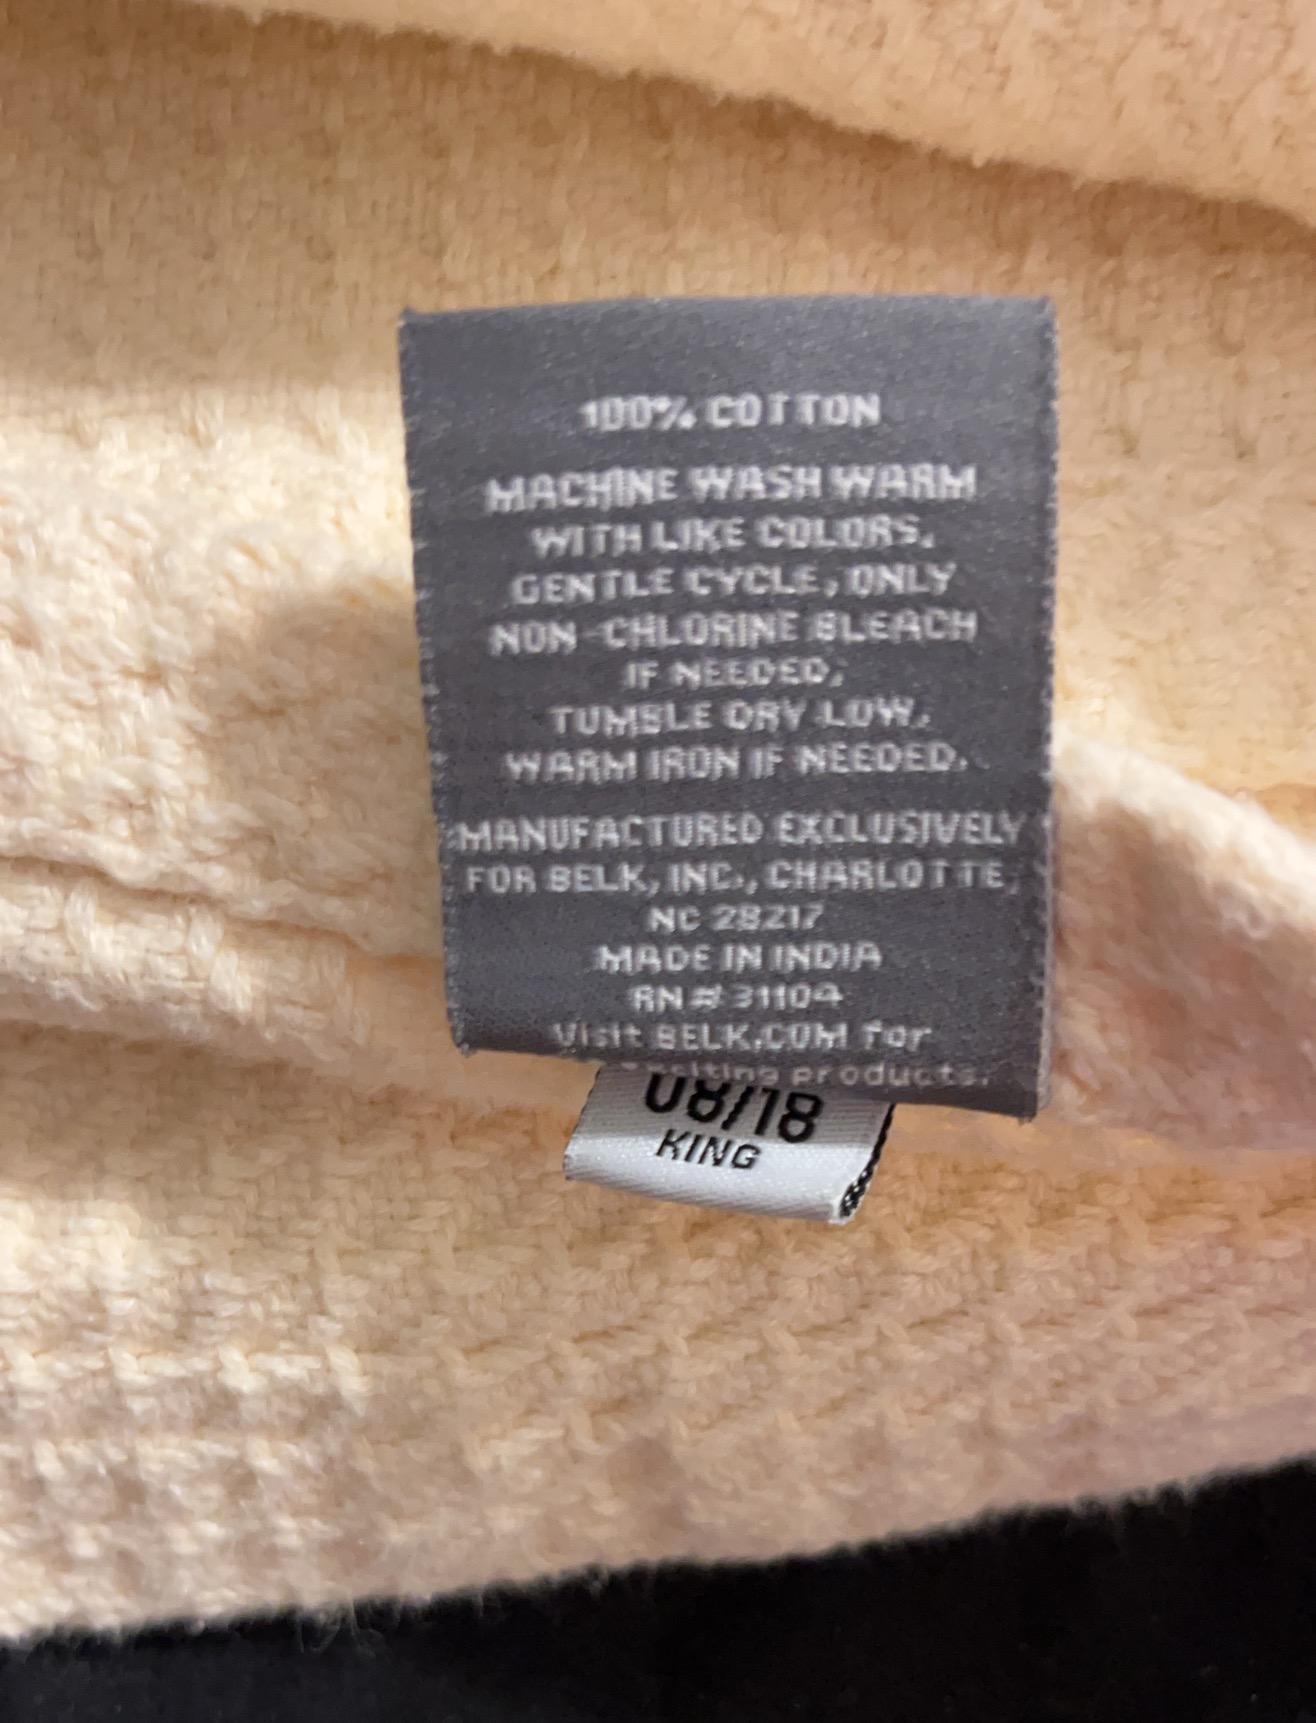 100% COTTON
MACHINE WASH WARM
WITH LIKE COLORS,
GENTLE CYCLE, ONLY
NON-CHLORINE BLEACH
IF NEEDED,
TUMBLE DRY LOW,
WARM IRON IF NEEDED.
MANUFACTURED EXCLUSIVELY
FOR BELK, INC., CHARLOTTE,
NC 28217
MADE IN INDIA
RN# 31104
Visit BELK.COM for
products.
08/18
KING